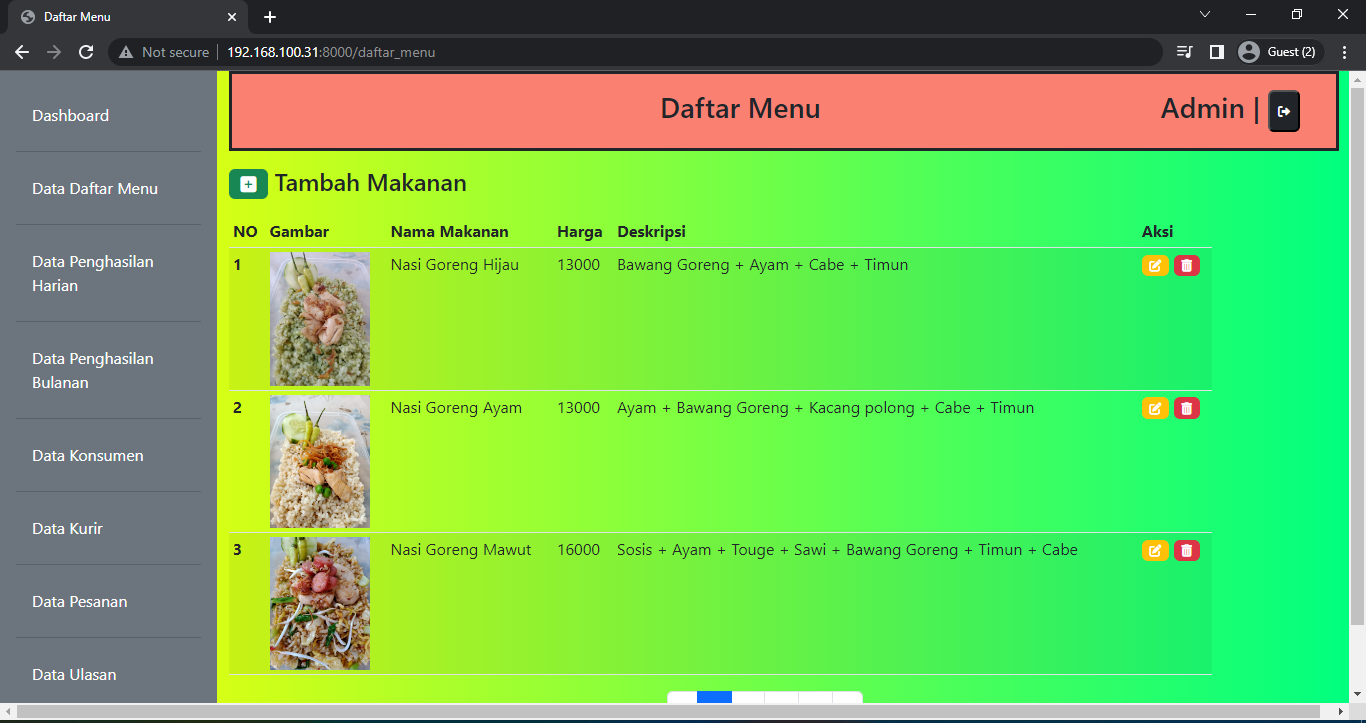 Daftar Menu
Not secure
192.168.100.31:8000/daftar_menu
Guest (2)
Dashboard
Data Daftar Menu
Data Penghasilan
Harian
Data Penghasilan
Bulanan
Data Konsumen
Data Kurir
Data Pesanan
Data Ulasan
Daftar Menu
Admin |
Tambah Makanan
NO Gambar Nama Makanan Harga Deskripsi Aksi
1 Nasi Goreng Hijau 13000 Bawang Goreng + Ayam + Cabe + Timun
2 Nasi Goreng Ayam 13000 Ayam + Bawang Goreng + Kacang polong + Cabe + Timun
3 Nasi Goreng Mawut 16000 Sosis + Ayam + Touge + Sawi + Bawang Goreng + Timun + Cabe